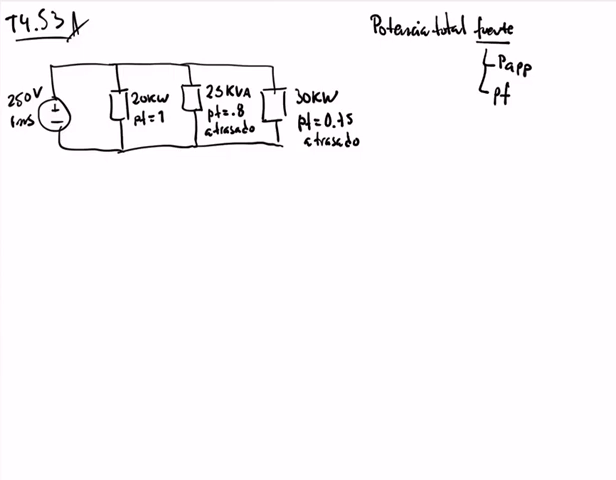 T4.53 A
Potencia total fuente
Papp
pf
250V
rms
20KW
pf=1
25KVA
pf=.8
atrasado
30KW
pf=0.75
atrasado